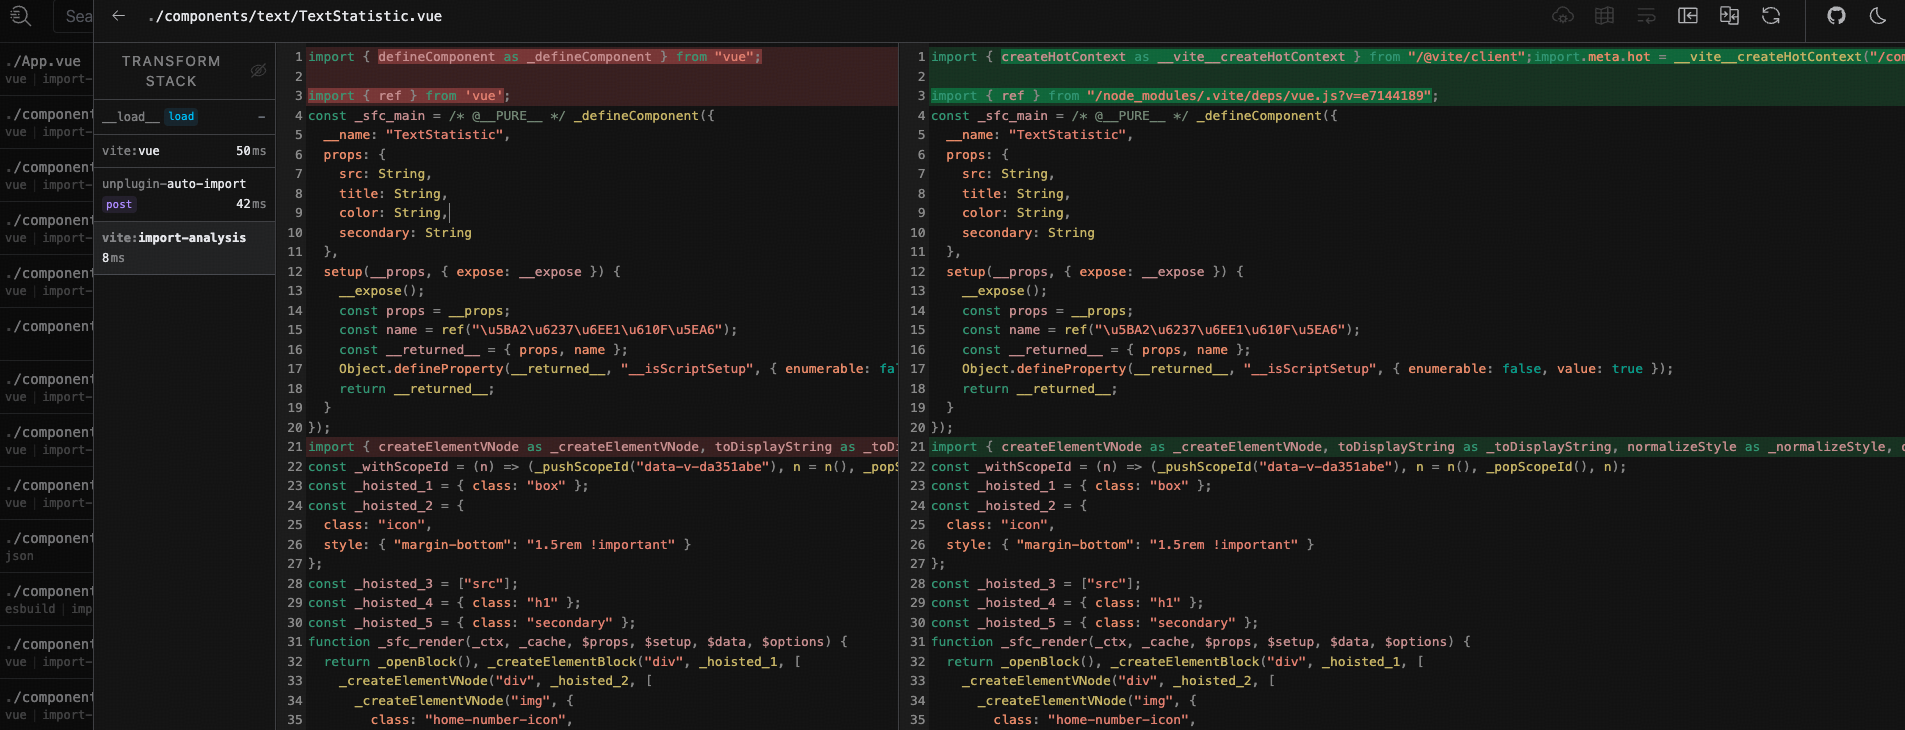 Sea
./components/text/TextStatistic.vue
./App.vue
vue | import-
./component
vue | import-
./component
vue | import-
./component
vue | import-
./component
vue | import-
./component
./component
vue | import-
./component
vue | import-
./component
vue | import-
./component
json
./component
esbuild | imp
./component
vue | import-
./component
vue | import-
TRANSFORM
STACK
__load__ load -
vite:vue 50ms
unplugin-auto-import
post 42ms
vite:import-analysis
8ms
1 import { defineComponent as _defineComponent } from "vue";
2
3 import { ref } from 'vue';
4 const _sfc_main = /* @__PURE__ */ _defineComponent({
5 __name: "TextStatistic",
6 props: {
7 src: String,
8 title: String,
9 color: String,
10 secondary: String
11 },
12 setup(__props, { expose: __expose }) {
13 __expose();
14 const props = __props;
15 const name = ref("\u5BA2\u6237\u6EE1\u610F\u5EA6");
16 const __returned__ = { props, name };
17 Object.defineProperty(__returned__, "__isScriptSetup", { enumerable: fal
18 return __returned__;
19 }
20 });
21 import { createElementVNode as _createElementVNode, toDisplayString as _toDi
22 const _withScopeId = (n) => (_pushScopeId("data-v-da351abe"), n = n(), _popS
23 const _hoisted_1 = { class: "box" };
24 const _hoisted_2 = {
25 class: "icon",
26 style: { "margin-bottom": "1.5rem !important" }
27 };
28 const _hoisted_3 = ["src"];
29 const _hoisted_4 = { class: "h1" };
30 const _hoisted_5 = { class: "secondary" };
31 function _sfc_render(_ctx, _cache, $props, $setup, $data, $options) {
32 return _openBlock(), _createElementBlock("div", _hoisted_1, [
33 _createElementVNode("div", _hoisted_2, [
34 _createElementVNode("img", {
35 class: "home-number-icon",
1 import { createHotContext as __vite__createHotContext } from "/@vite/client";import.meta.hot = __vite__createHotContext("/com
2
3 import { ref } from "/node_modules/.vite/deps/vue.js?v=e7144189";
4 const _sfc_main = /* @__PURE__ */ _defineComponent({
5 __name: "TextStatistic",
6 props: {
7 src: String,
8 title: String,
9 color: String,
10 secondary: String
11 },
12 setup(__props, { expose: __expose }) {
13 __expose();
14 const props = __props;
15 const name = ref("\u5BA2\u6237\u6EE1\u610F\u5EA6");
16 const __returned__ = { props, name };
17 Object.defineProperty(__returned__, "__isScriptSetup", { enumerable: false, value: true });
18 return __returned__;
19 }
20 });
21 import { createElementVNode as _createElementVNode, toDisplayString as _toDisplayString, normalizeStyle as _normalizeStyle,
22 const _withScopeId = (n) => (_pushScopeId("data-v-da351abe"), n = n(), _popScopeId(), n);
23 const _hoisted_1 = { class: "box" };
24 const _hoisted_2 = {
25 class: "icon",
26 style: { "margin-bottom": "1.5rem !important" }
27 };
28 const _hoisted_3 = ["src"];
29 const _hoisted_4 = { class: "h1" };
30 const _hoisted_5 = { class: "secondary" };
31 function _sfc_render(_ctx, _cache, $props, $setup, $data, $options) {
32 return _openBlock(), _createElementBlock("div", _hoisted_1, [
33 _createElementVNode("div", _hoisted_2, [
34 _createElementVNode("img", {
35 class: "home-number-icon",